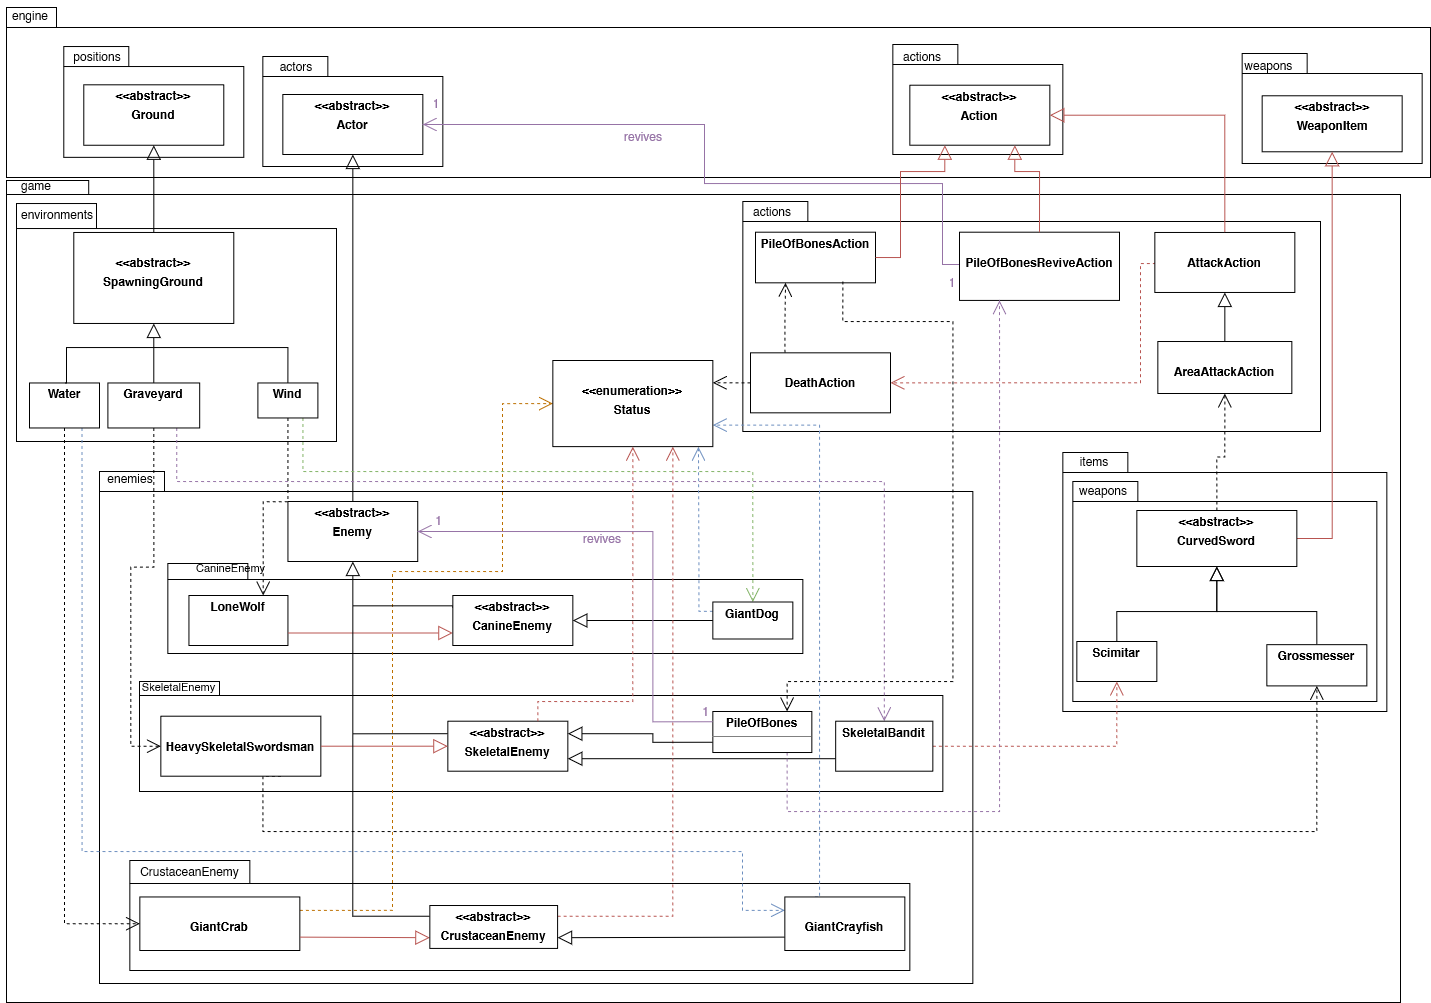 engine
positions
<<abstract>>
Ground
actors
<<abstract>>
Actor
1
revives
actions
<<abstract>>
Action
weapons
<<abstract>>
WeaponItem
game
environments
<<abstract>>
SpawningGround
Water
Graveyard
Wind
actions
PileOfBonesAction
PileOfBonesReviveAction
1
AttackAction
DeathAction
AreaAttackAction
<<enumeration>>
Status
enemies
<<abstract>>
Enemy
1
revives
CanineEnemy
LoneWolf
<<abstract>>
CanineEnemy
GiantDog
SkeletalEnemy
HeavySkeletalSwordsman
<<abstract>>
SkeletalEnemy
1
PileOfBones
SkeletalBandit
CrustaceanEnemy
GiantCrab
<<abstract>>
CrustaceanEnemy
GiantCrayfish
items
weapons
<<abstract>>
CurvedSword
Scimitar
Grossmesser